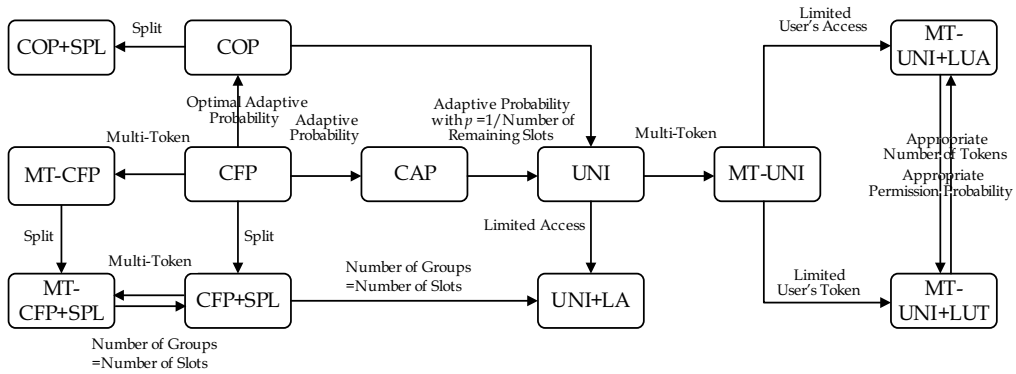 Limited
User's Access
COP+SPL
Split
COP
MT-
UNI+LUA
Optimal Adaptive
Probability
Adaptive
Probability
Adaptive Probability
with p =1/Number of
Remaining Slots
Multi-Token
Multi-Token
Appropriate
Number of Tokens
Appropriate
Permission Probability
MT-CFP
CFP
CAP
UNI
MT-UNI
Split
Split
Limited Access
Multi-Token
Number of Groups
=Number of Slots
Limited
User's Token
MT-
CFP+SPL
CFP+SPL
UNI+LA
MT-
UNI+LUT
Number of Groups
=Number of Slots